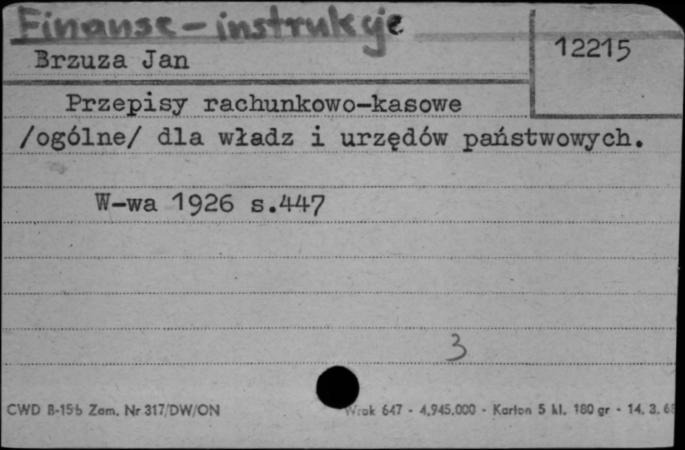 Finanse - instrukcje
Brzuza Jan
12215
Przepisy rachunkowo-kasowe
/ogólne/ dla władz i urzędów państwowych.
W-wa 1926 s.447
3
CWD B-15b Zam. Nr 317/DW/ON
647 - 4.945.000 - Karton 5 kl. 180 gr - 14. 3.